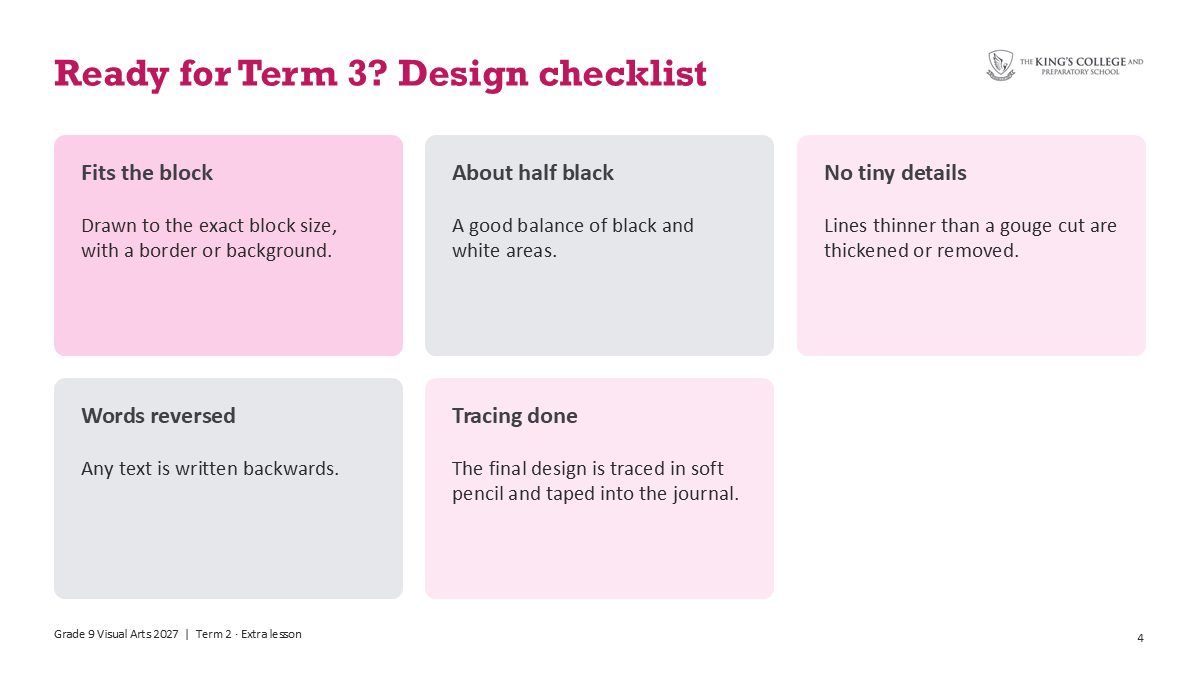 Ready for Term 3? Design checklist
THE KING'S COLLEGE AND
PREPARATORY SCHOOL
Fits the block
Drawn to the exact block size,
with a border or background.
About half black
A good balance of black and
white areas.
No tiny details
Lines thinner than a gouge cut are
thickened or removed.
Words reversed
Any text is written backwards.
Tracing done
The final design is traced in soft
pencil and taped into the journal.
Grade 9 Visual Arts 2027 | Term 2 · Extra lesson
4